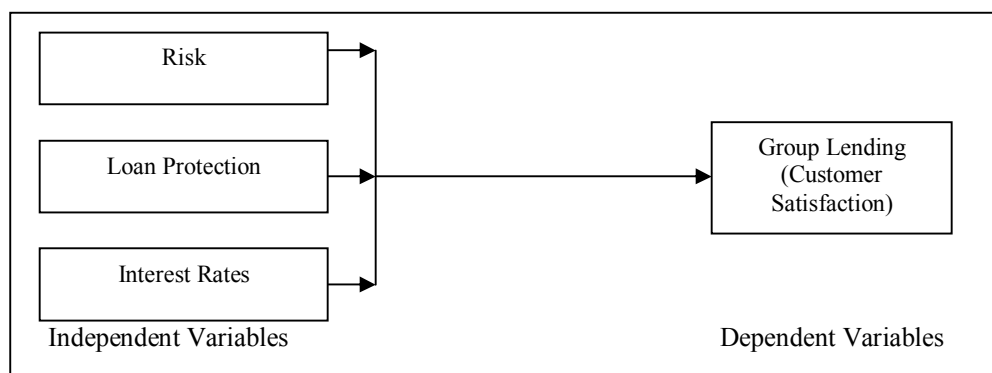 Risk
Loan Protection
Interest Rates
Independent Variables
Group Lending
(Customer
Satisfaction)
Dependent Variables